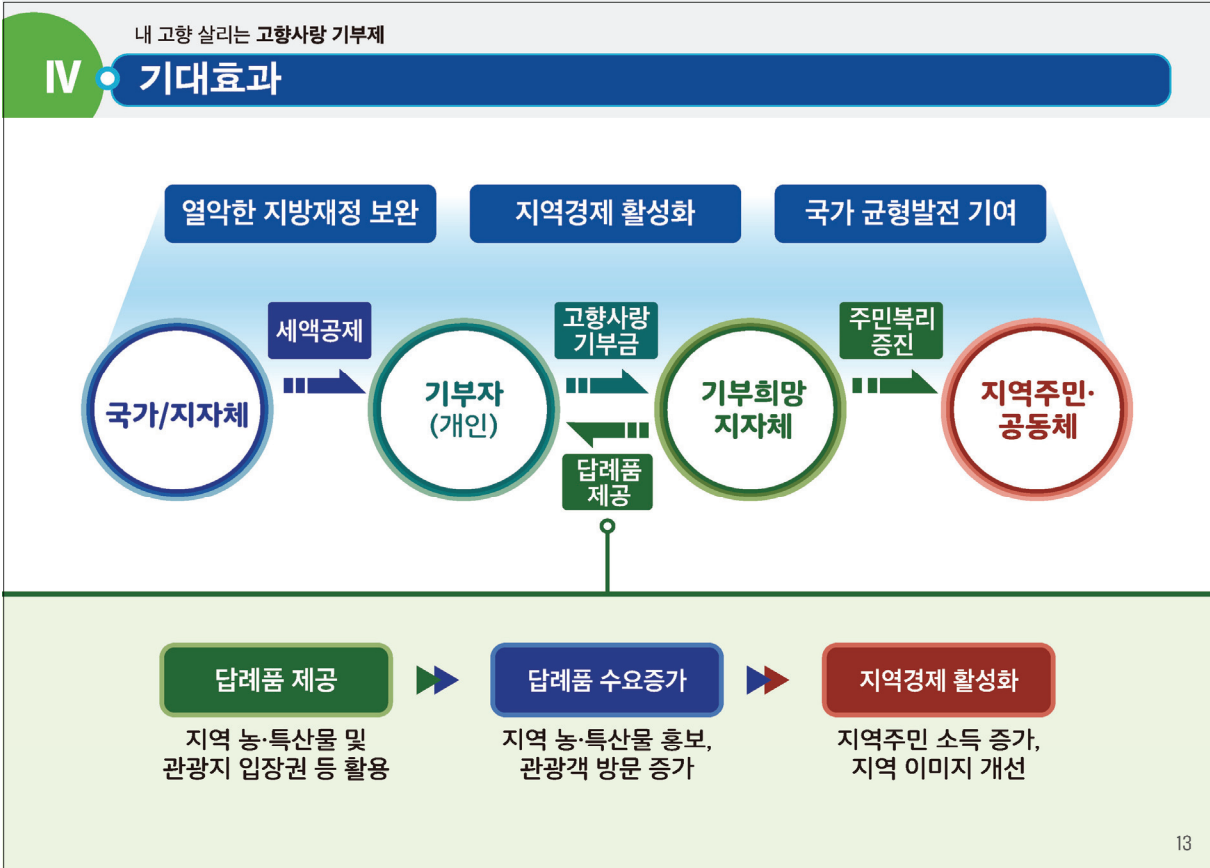 내 고향 살리는 고향사랑 기부제
IV
기대효과
열악한 지방재정 보완
지역경제 활성화
국가 균형발전 기여
세액공제
고향사랑
기부금
주민복리
증진
국가/지자체
기부자
(개인)
기부희망
지자체
지역주민·
공동체
답례품
제공
답례품 제공
답례품 수요증가
지역경제 활성화
지역 농·특산물 및
관광지 입장권 등 활용
지역 농·특산물 홍보,
관광객 방문 증가
지역주민 소득 증가,
지역 이미지 개선
13